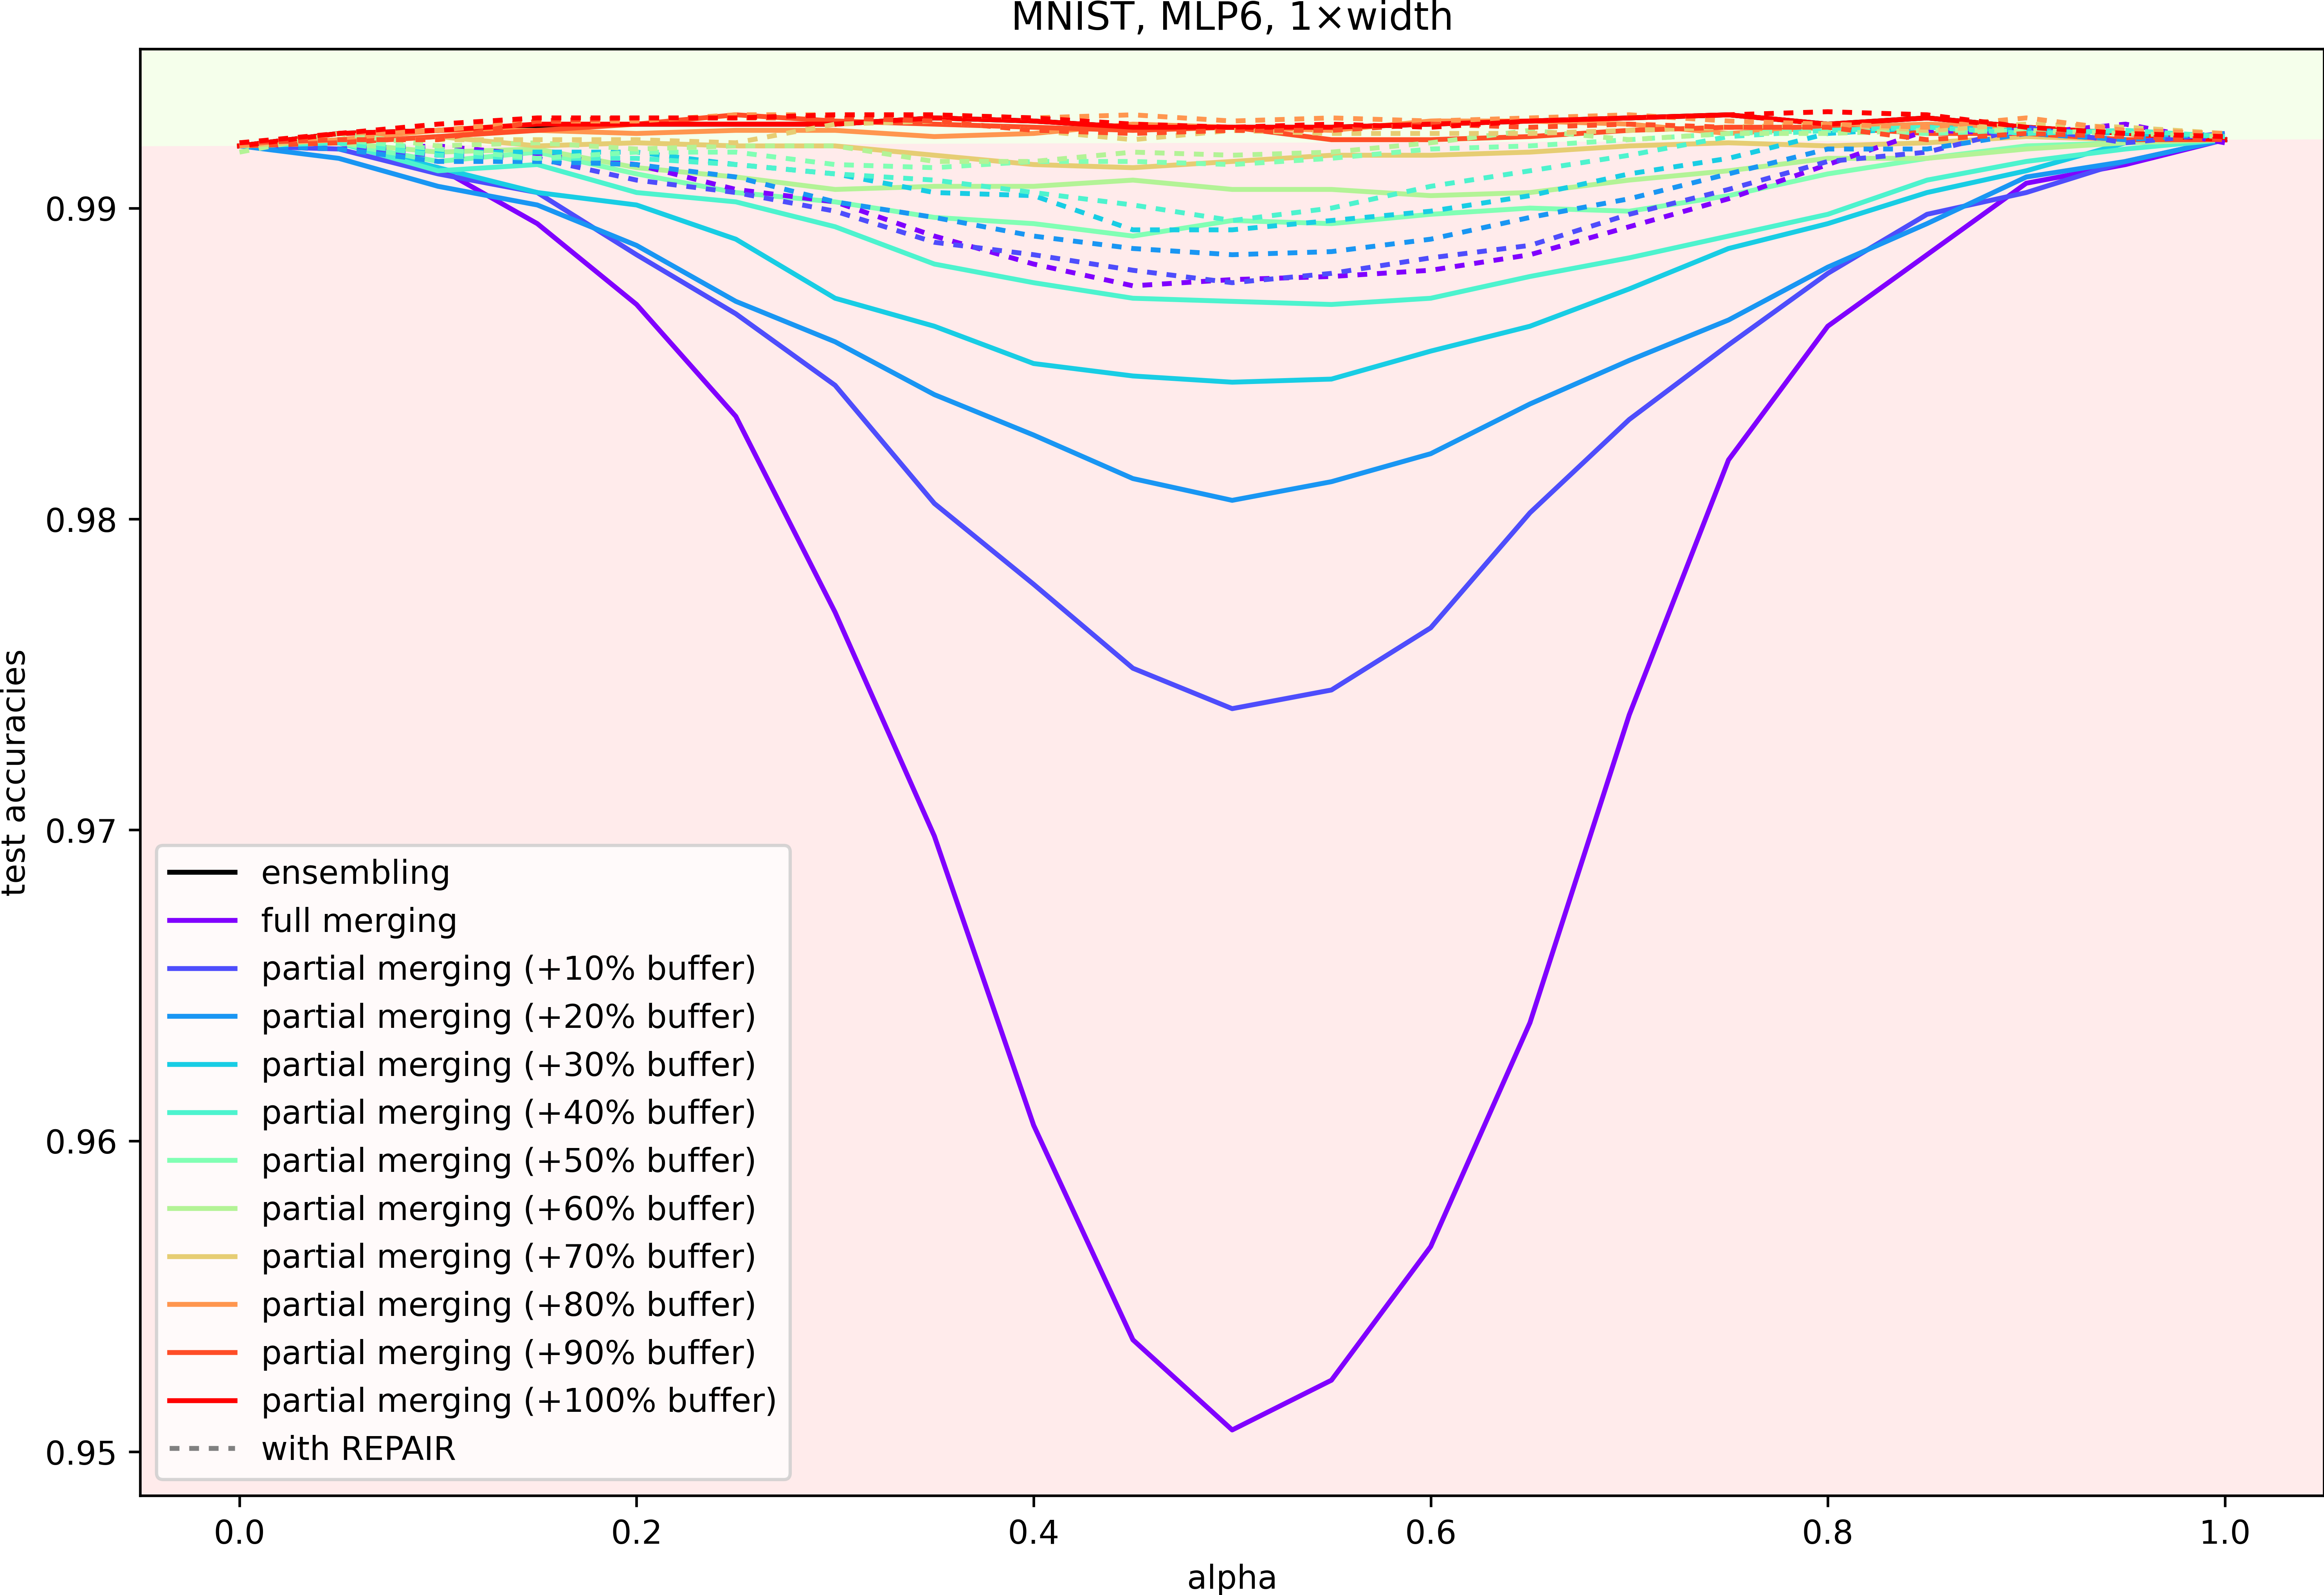 MNIST, MLP6, 1×width
test accuracies
0.99
0.98
0.97
0.96
0.95
ensembling
full merging
partial merging (+10% buffer)
partial merging (+20% buffer)
partial merging (+30% buffer)
partial merging (+40% buffer)
partial merging (+50% buffer)
partial merging (+60% buffer)
partial merging (+70% buffer)
partial merging (+80% buffer)
partial merging (+90% buffer)
partial merging (+100% buffer)
with REPAIR
0.0 0.2 0.4 0.6 0.8 1.0
alpha